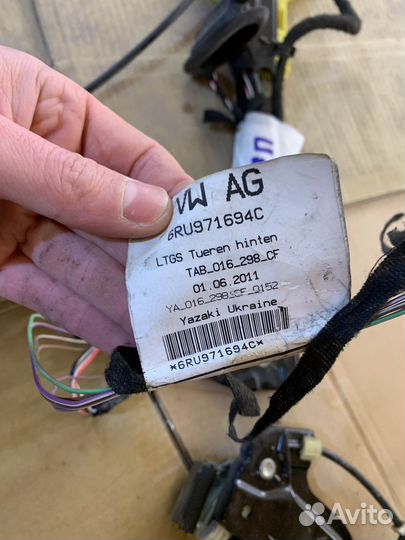 VW AG
6RU971694C
LTGS Tueren hinten
TAB_016_298_CF
01.06.2011
YA_016_298_CF_0152
Yazaki Ukraine
*6RU971694C*
Avito